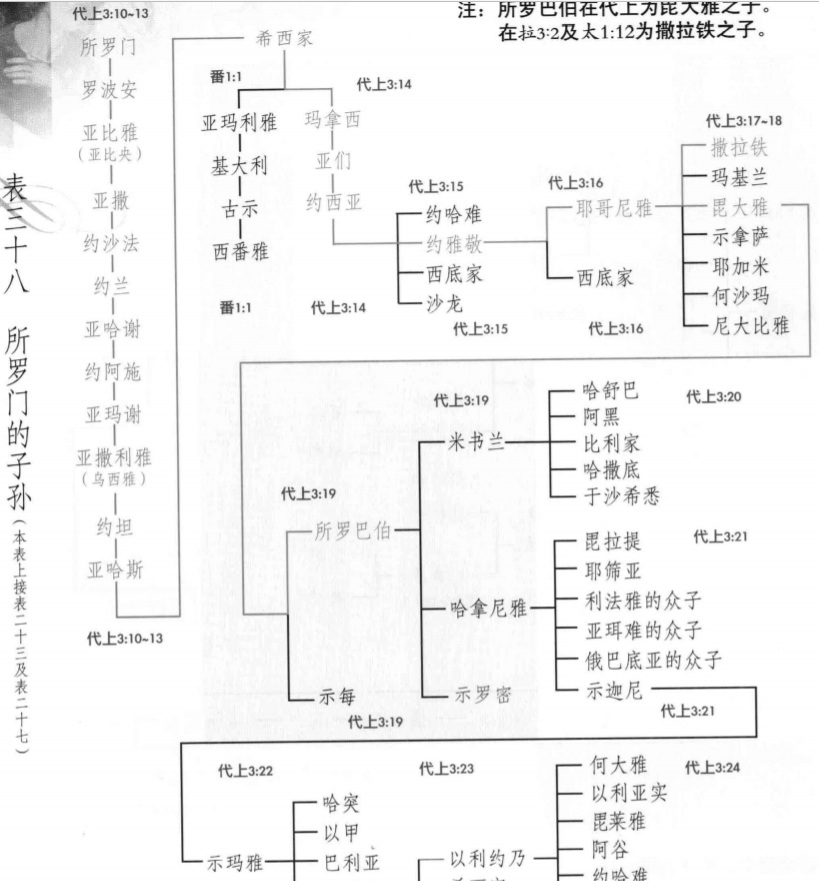 注：所罗巴伯在代上为毘大雅之子。
在拉3:2及太1:12为撒拉铁之子。
表三十八 所罗门的子孙（本表上接表二十三及表二十七）
代上3:10~13
所罗门
罗波安
亚比雅
（亚比央）
亚撒
约沙法
约兰
亚哈谢
约阿施
亚玛谢
亚撒利雅
（乌西雅）
约坦
亚哈斯
代上3:10~13
希西家
番1:1
代上3:14
亚玛利雅
基大利
古示
西番雅
番1:1
玛拿西
亚们
约西亚
代上3:14
代上3:15
约哈难
约雅敬
西底家
沙龙
代上3:15
代上3:16
耶哥尼雅
西底家
代上3:16
代上3:17~18
撒拉铁
玛基兰
毘大雅
示拿萨
耶加米
何沙玛
尼大比雅
代上3:19
所罗巴伯
示每
代上3:19
代上3:19
米书兰
哈拿尼雅
示罗密
代上3:20
哈舒巴
阿黑
比利家
哈撒底
于沙希悉
代上3:21
毘拉提
耶筛亚
利法雅的众子
亚珥难的众子
俄巴底亚的众子
示迦尼
代上3:21
代上3:22
示玛雅
哈突
以甲
巴利亚
代上3:23
以利约乃
代上3:24
何大雅
以利亚实
毘莱雅
阿谷
约哈难